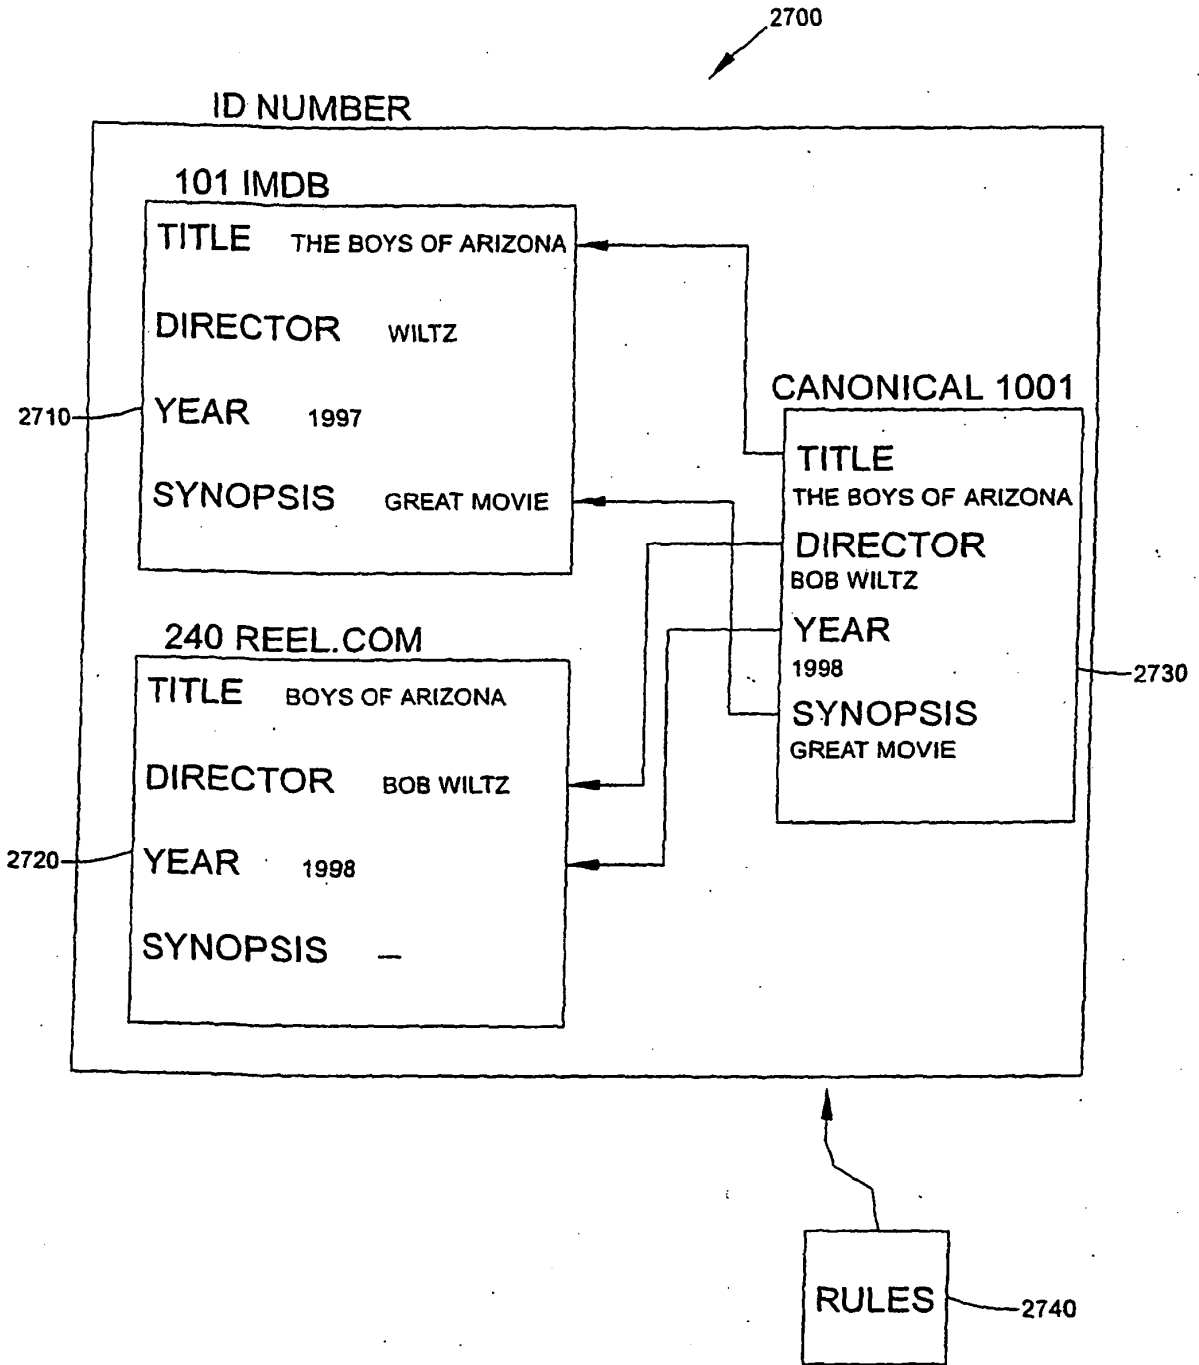 2700
ID NUMBER
101 IMDB
TITLE THE BOYS OF ARIZONA
DIRECTOR WILTZ
2710
YEAR 1997
SYNOPSIS GREAT MOVIE
CANONICAL 1001
TITLE
THE BOYS OF ARIZONA
DIRECTOR
BOB WILTZ
YEAR
1998
2730
SYNOPSIS
GREAT MOVIE
240 REEL.COM
TITLE BOYS OF ARIZONA
DIRECTOR BOB WILTZ
2720
YEAR 1998
SYNOPSIS —
RULES
2740